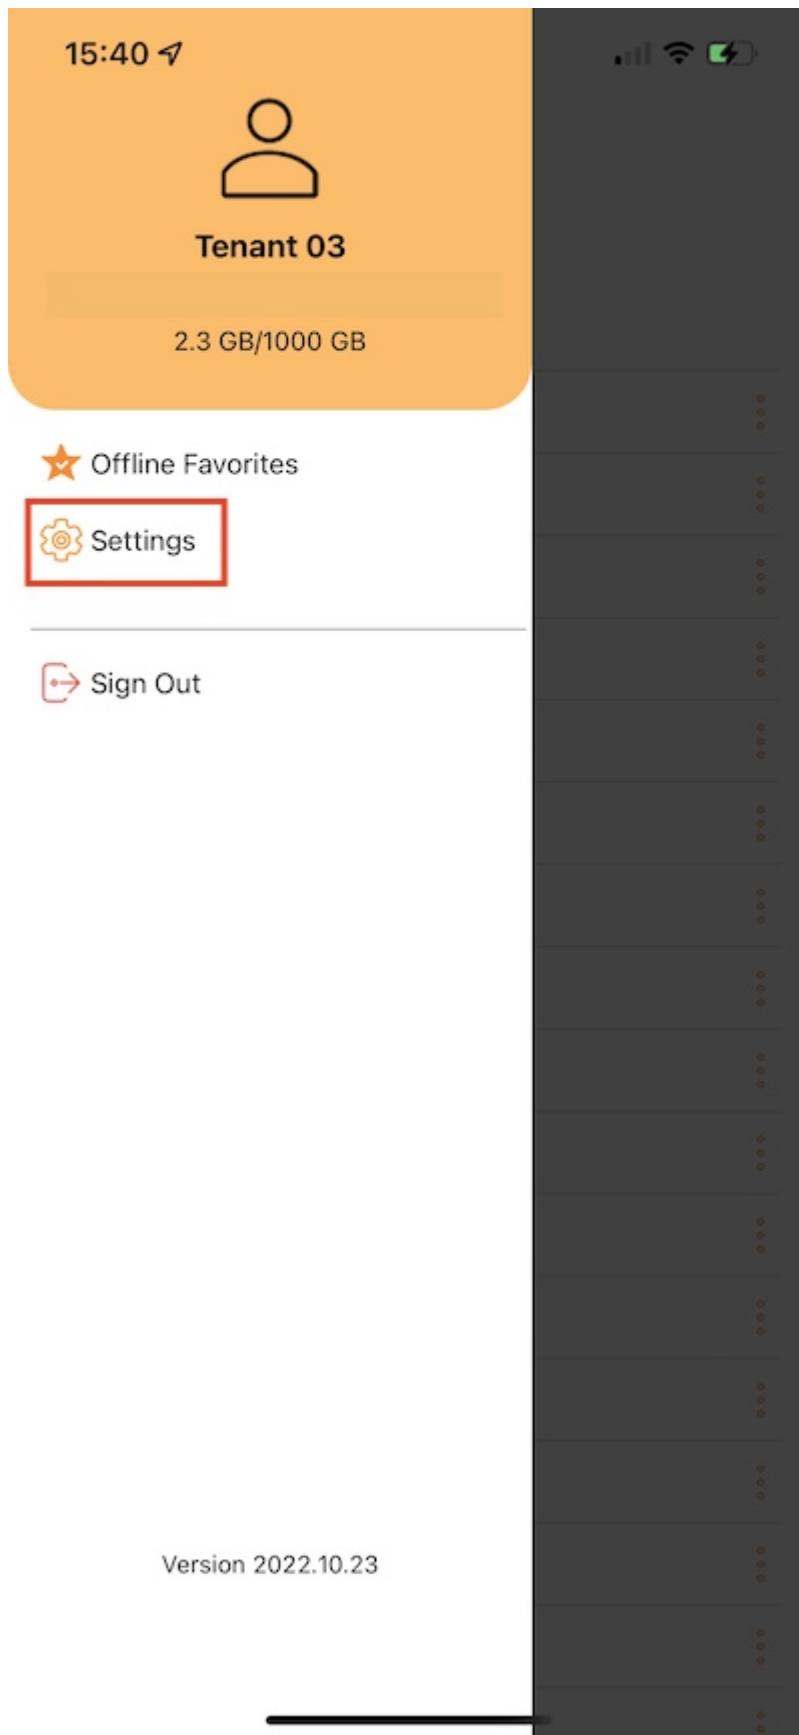 15:40
Tenant 03
2.3 GB/1000 GB
Offline Favorites
Settings
Sign Out
Version 2022.10.23